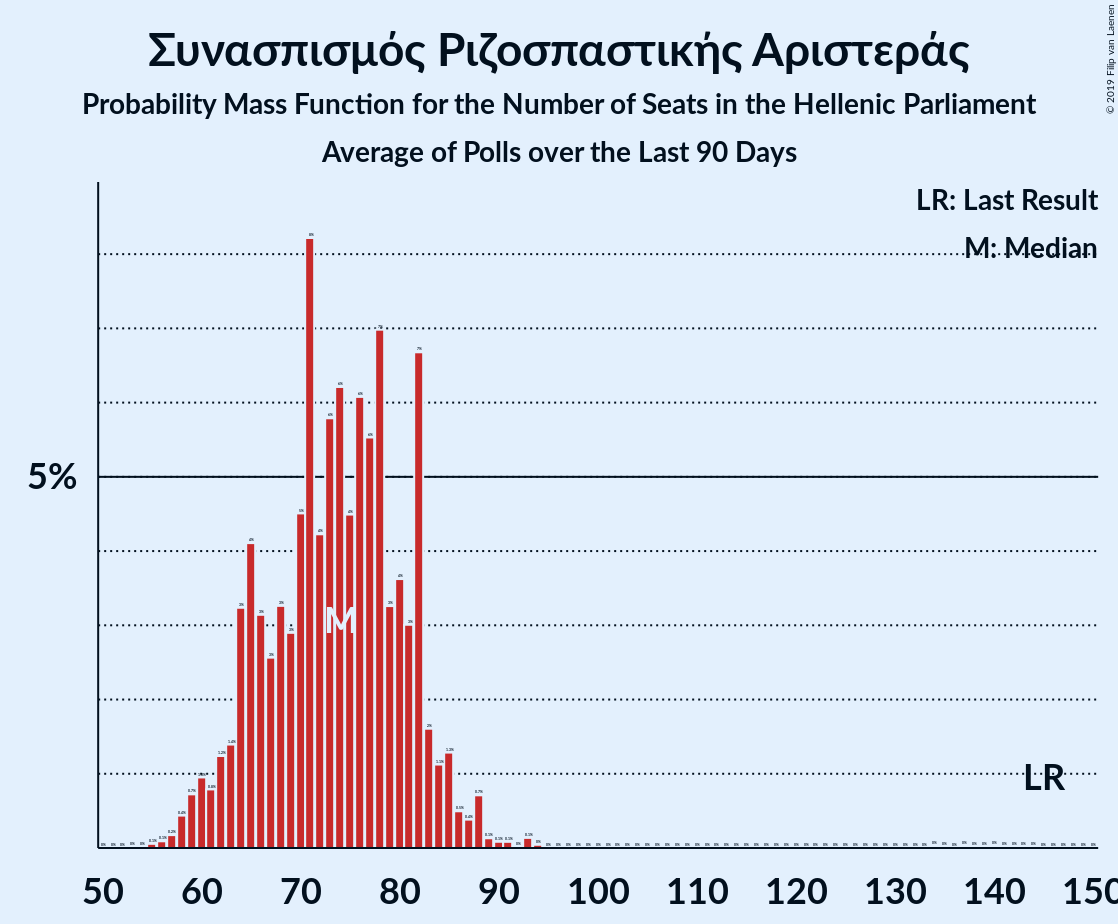 Συνασπισμός Ριζοσπαστικής Αριστεράς
Probability Mass Function for the Number of Seats in the Hellenic Parliament
Average of Polls over the Last 90 Days
© 2019 Filip van Laenen
LR: Last Result
M: Median
5%
M
LR
50 60 70 80 90 100 110 120 130 140 150